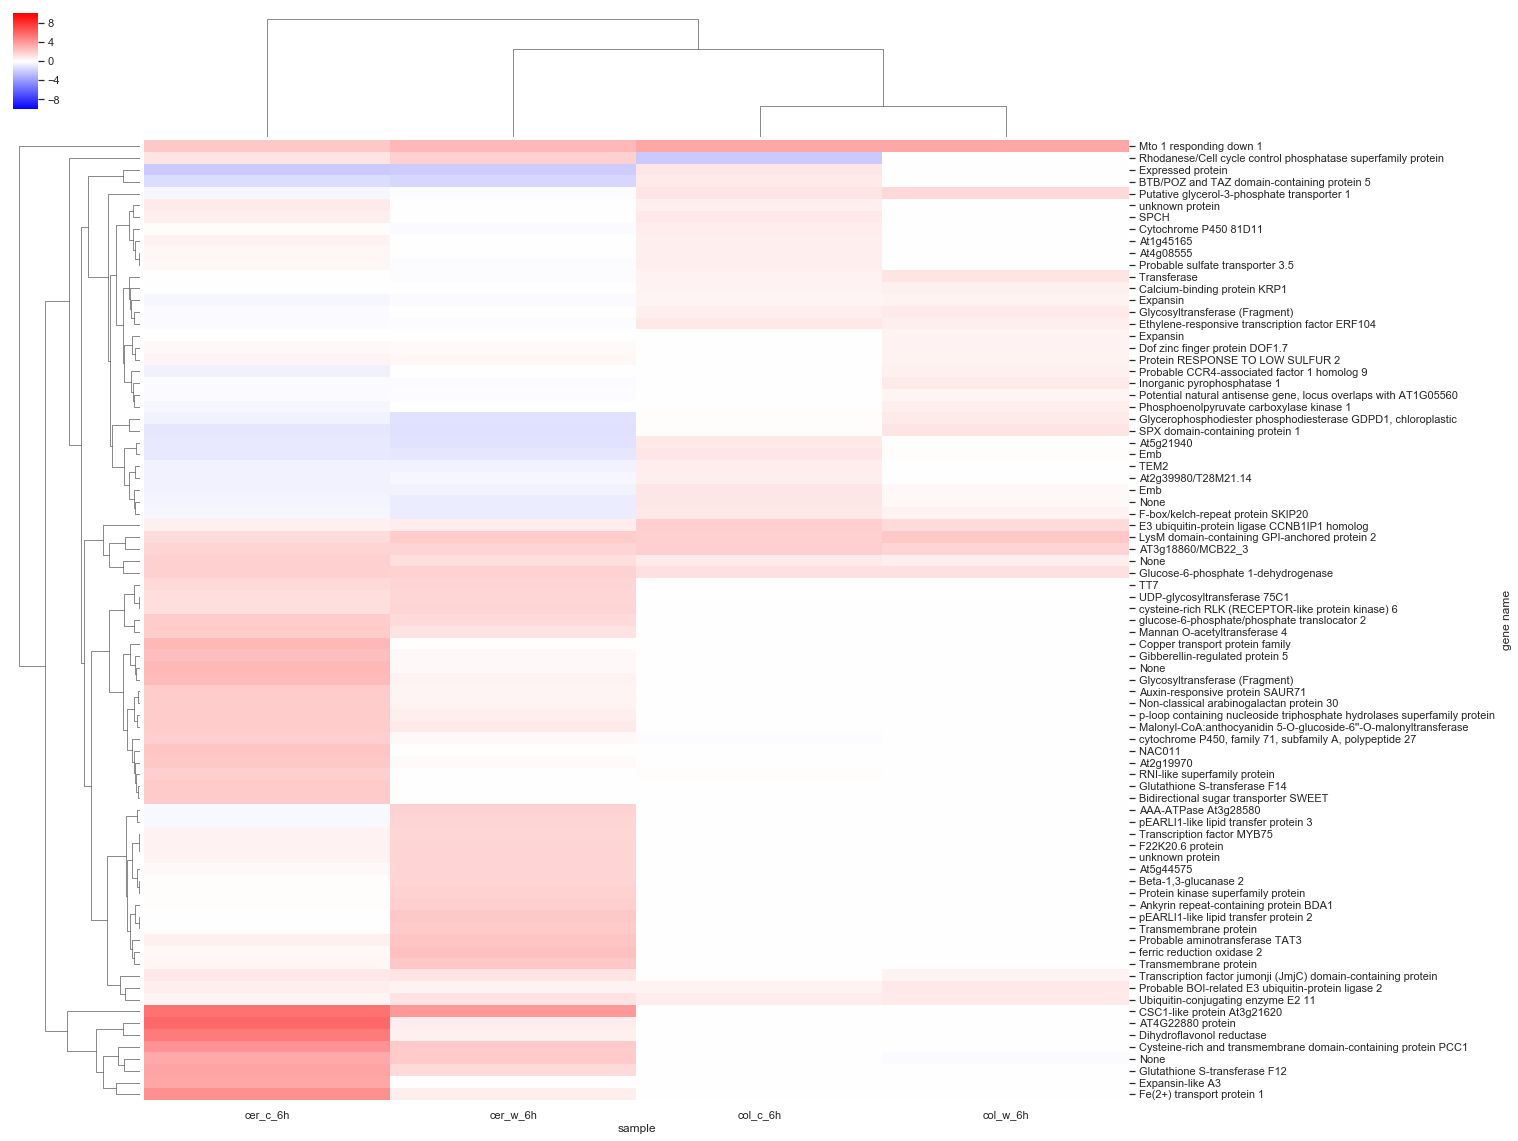 8
4
0
−4
−8
Mto 1 responding down 1
Rhodanese/Cell cycle control phosphatase superfamily protein
Expressed protein
BTB/POZ and TAZ domain-containing protein 5
Putative glycerol-3-phosphate transporter 1
unknown protein
SPCH
Cytochrome P450 81D11
At1g45165
At4g08555
Probable sulfate transporter 3.5
Transferase
Calcium-binding protein KRP1
Expansin
Glycosyltransferase (Fragment)
Ethylene-responsive transcription factor ERF104
Expansin
Dof zinc finger protein DOF1.7
Protein RESPONSE TO LOW SULFUR 2
Probable CCR4-associated factor 1 homolog 9
Inorganic pyrophosphatase 1
Potential natural antisense gene, locus overlaps with AT1G05560
Phosphoenolpyruvate carboxylase kinase 1
Glycerophosphodiester phosphodiesterase GDPD1, chloroplastic
SPX domain-containing protein 1
At5g21940
Emb
TEM2
At2g39980/T28M21.14
Emb
None
F-box/kelch-repeat protein SKIP20
E3 ubiquitin-protein ligase CCNB1IP1 homolog
LysM domain-containing GPI-anchored protein 2
AT3g18860/MCB22_3
None
Glucose-6-phosphate 1-dehydrogenase
TT7
UDP-glycosyltransferase 75C1
cysteine-rich RLK (RECEPTOR-like protein kinase) 6
glucose-6-phosphate/phosphate translocator 2
Mannan O-acetyltransferase 4
Copper transport protein family
Gibberellin-regulated protein 5
None
Glycosyltransferase (Fragment)
Auxin-responsive protein SAUR71
Non-classical arabinogalactan protein 30
p-loop containing nucleoside triphosphate hydrolases superfamily protein
Malonyl-CoA:anthocyanidin 5-O-glucoside-6"-O-malonyltransferase
cytochrome P450, family 71, subfamily A, polypeptide 27
NAC011
At2g19970
RNI-like superfamily protein
Glutathione S-transferase F14
Bidirectional sugar transporter SWEET
AAA-ATPase At3g28580
pEARLI1-like lipid transfer protein 3
Transcription factor MYB75
F22K20.6 protein
unknown protein
At5g44575
Beta-1,3-glucanase 2
Protein kinase superfamily protein
Ankyrin repeat-containing protein BDA1
pEARLI1-like lipid transfer protein 2
Transmembrane protein
Probable aminotransferase TAT3
ferric reduction oxidase 2
Transmembrane protein
Transcription factor jumonji (JmjC) domain-containing protein
Probable BOI-related E3 ubiquitin-protein ligase 2
Ubiquitin-conjugating enzyme E2 11
CSC1-like protein At3g21620
AT4G22880 protein
Dihydroflavonol reductase
Cysteine-rich and transmembrane domain-containing protein PCC1
None
Glutathione S-transferase F12
Expansin-like A3
Fe(2+) transport protein 1
gene name
cer_c_6h
cer_w_6h
col_c_6h
col_w_6h
sample